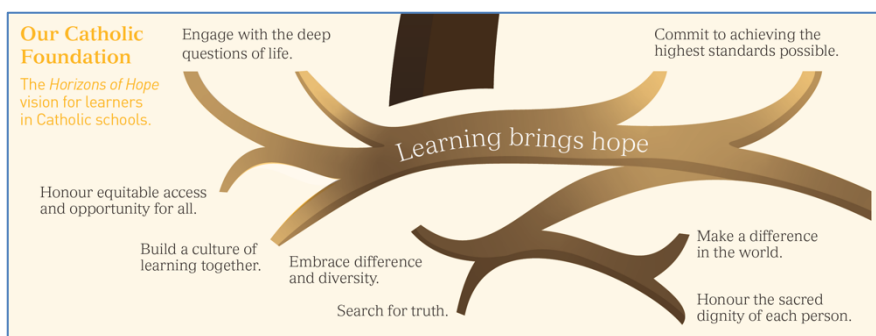 Our Catholic
Foundation
The Horizons of Hope
vision for learners
in Catholic schools.
Engage with the deep
questions of life.
Commit to achieving the
highest standards possible.
Learning brings hope
Honour equitable access
and opportunity for all.
Build a culture of
learning together.
Embrace difference
and diversity.
Search for truth.
Make a difference
in the world.
Honour the sacred
dignity of each person.